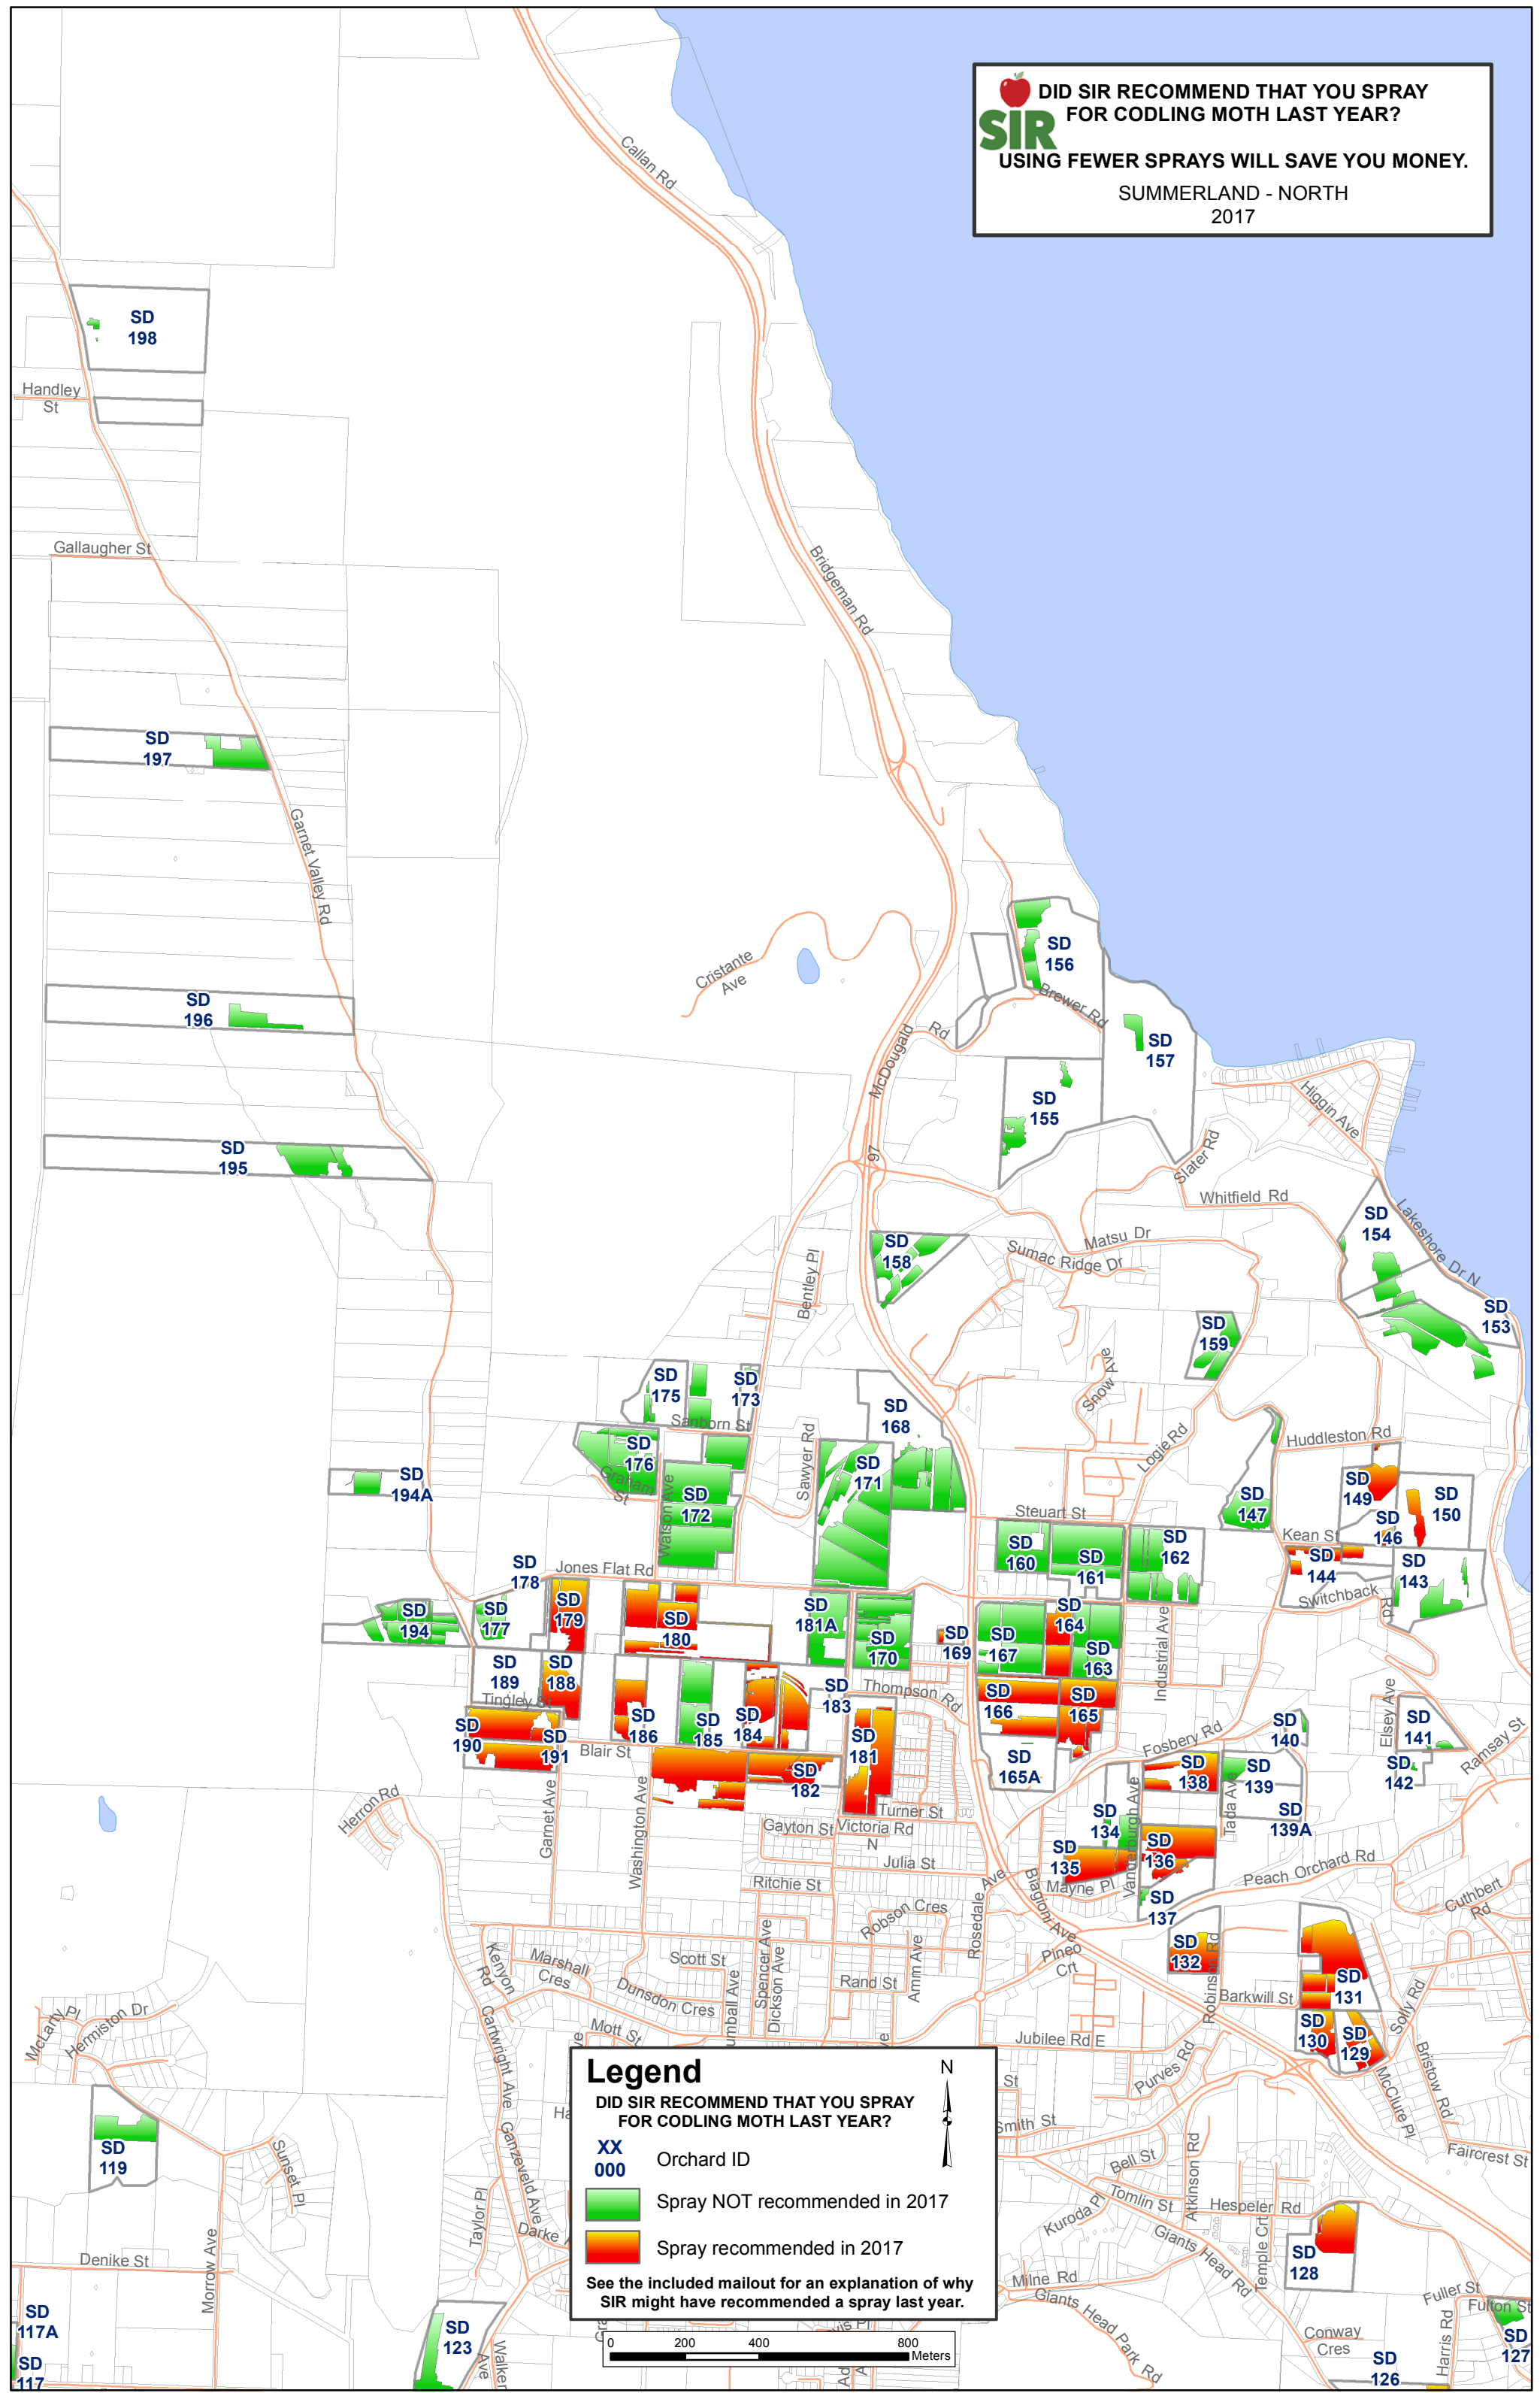 DID SIR RECOMMEND THAT YOU SPRAY
FOR CODLING MOTH LAST YEAR?
SIR
USING FEWER SPRAYS WILL SAVE YOU MONEY.
SUMMERLAND - NORTH
2017
Callan Rd
SD
198
Handley
St
Gallaugher St
Bridgeman Rd
SD
197
Garnet Valley Rd
SD
156
Cristante
Ave
Brewer Rd
SD
196
Rd
McDougald
SD
157
SD
155
Higgin Ave
SD
195
97
Slater Rd
Whitfield Rd
Lakeshore Dr N
SD
154
SD
158
Matsu Dr
Sumac Ridge Dr
Bentley Pl
SD
153
SD
159
Snow Ave
SD
175
SD
173
Sanborn St
SD
168
Sawyer Rd
Logie Rd
Huddleston Rd
SD
176
Graham
St
SD
171
SD
194A
Watson Ave
SD
172
SD
147
SD
149
SD
150
SD
146
Steuart St
Kean St
SD
160
SD
161
SD
162
SD
144
SD
143
Switchback
Rd
SD
178
Jones Flat Rd
SD
194
SD
177
SD
179
SD
180
SD
181A
SD
170
SD
169
SD
167
SD
164
SD
163
Industrial Ave
SD
189
SD
188
Tingley St
SD
183
Thompson Rd
SD
166
SD
165
Elsey Ave
SD
190
SD
191
SD
186
SD
185
SD
184
SD
181
Blair St
SD
182
SD
165A
Fosbery Rd
SD
140
SD
141
SD
142
Ramsay St
SD
138
SD
139
Tada Ave
SD
139A
Herron Rd
Garnet Ave
Washington Ave
Turner St
Gayton St
Victoria Rd
N
Julia St
Ritchie St
SD
134
SD
135
Vanderburgh Ave
SD
136
Mayne Pl
SD
137
Peach Orchard Rd
Cuthbert
Rd
Blagioni Ave
Rosedale Ave
Robson Cres
Kenyon
Rd
Marshall
Cres
Scott St
Dunsdon Cres
Spencer Ave
Dickson Ave
Rand St
Amm Ave
Pineo
Crt
SD
132
Robinson Rd
Barkwill St
SD
131
SD
130
SD
129
Solly Rd
McLarty Pl
Hermiston Dr
Cartwright Ave
Mott St
umball Ave
Jubilee Rd E
Purves Rd
McClure Pl
Bristow Rd
Faircrest St
Legend
N
DID SIR RECOMMEND THAT YOU SPRAY
FOR CODLING MOTH LAST YEAR?
XX
000
Orchard ID
Spray NOT recommended in 2017
Spray recommended in 2017
See the included mailout for an explanation of why
SIR might have recommended a spray last year.
0 200 400 800
Meters
St
Smith St
Bell St
Tomlin St
Atkinson Rd
Hespeler Rd
Kuroda Pl
Giants Head Rd
Temple Crt
SD
128
SD
119
Sunset Pl
Ganzeveld Ave
Taylor Pl
Darke
Denike St
Morrow Ave
Milne Rd
Giants Head Park Rd
Fuller St
Fulton St
SD
127
Conway
Cres
Harris Rd
SD
126
SD
117A
SD
117
SD
123
Walker
Ave